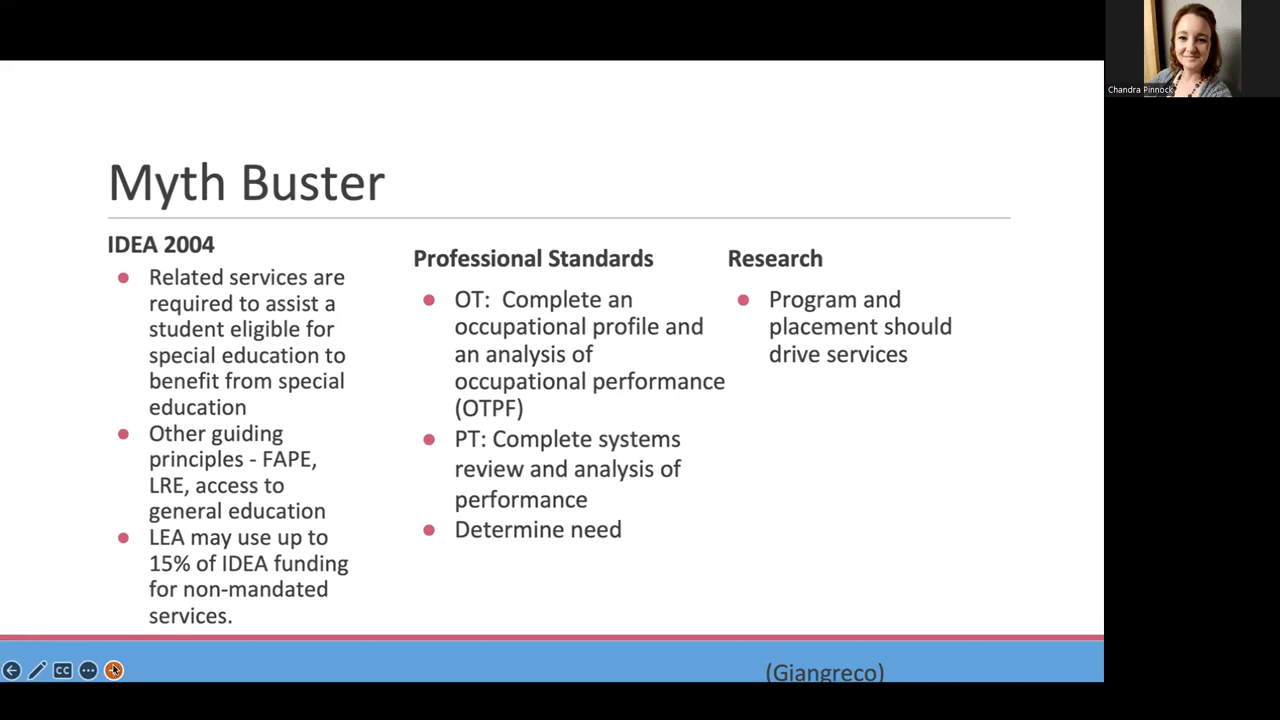 Chandra Pinnock
Myth Buster
IDEA 2004
Related services are
required to assist a
student eligible for
special education to
benefit from special
education
Other guiding
principles - FAPE,
LRE, access to
general education
LEA may use up to
15% of IDEA funding
for non-mandated
services.
Professional Standards
OT:  Complete an
occupational profile and
an analysis of
occupational performance
(OTPF)
PT: Complete systems
review and analysis of
performance
Determine need
Research
Program and
placement should
drive services
CC
(Giangreco)